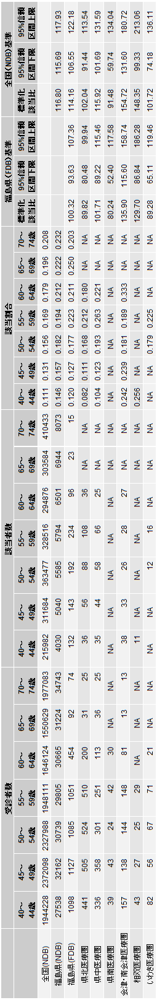 受診者数 該当者数 該当割合 福島県(FDB)基準 全国(NDB)基準
40～44歳 45～49歳 50～54歳 55～59歳 60～64歳 65～69歳 70～74歳 40～44歳 45～49歳 50～54歳 55～59歳 60～64歳 65～69歳 70～74歳 40～44歳 45～49歳 50～54歳 55～59歳 60～64歳 65～69歳 70～74歳 標準化該当比 95%信頼区間下限 95%信頼区間上限 標準化該当比 95%信頼区間下限 95%信頼区間上限
全国(NDB) 1944228 2372098 2327988 1948111 1646124 1550629 1977083 215982 311684 363477 328516 294876 303584 410433 0.111 0.131 0.156 0.169 0.179 0.196 0.208
福島県(NDB) 27538 32162 30739 29805 30665 31224 34743 4030 5040 5585 5794 6501 6944 8073 0.146 0.157 0.182 0.194 0.212 0.222 0.232 116.80 115.69 117.93
福島県(FDB) 1098 1127 1085 1051 454 92 74 132 143 192 234 96 23 15 0.120 0.127 0.177 0.223 0.211 0.250 0.203 100.32 93.63 107.36 114.16 106.55 122.18
県北医療圏 441 505 524 510 200 31 25 36 56 88 108 36 NA NA 0.082 0.111 0.168 0.212 0.180 NA NA 89.82 80.48 99.94 102.04 91.44 113.54
県中医療圏 336 358 301 251 113 36 25 35 44 58 66 25 NA NA 0.104 0.123 0.193 0.263 0.221 NA NA 101.71 89.22 115.46 115.92 101.69 131.59
県南医療圏 39 43 24 42 30 NA NA NA NA NA NA NA NA NA NA NA NA NA NA NA NA 80.24 52.40 117.58 91.48 59.74 134.04
会津・南会津医療圏 157 138 144 148 81 13 13 38 33 26 28 27 NA NA 0.242 0.239 0.181 0.189 0.333 NA NA 135.90 115.60 158.74 154.72 131.60 180.72
相双医療圏 43 27 25 29 NA NA NA 11 NA NA NA NA NA NA 0.256 NA NA NA NA NA NA 129.70 86.84 186.28 148.35 99.33 213.06
いわき医療圏 82 56 67 71 21 NA NA NA NA 12 16 NA NA NA NA NA 0.179 0.225 NA NA NA 89.28 65.11 119.46 101.72 74.18 136.11